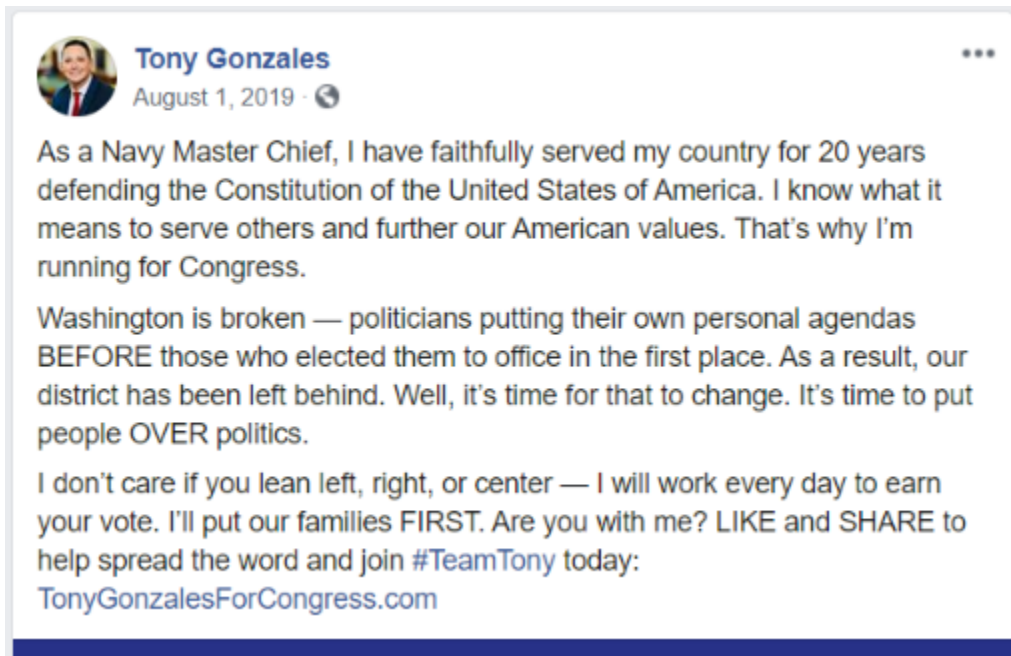 Tony Gonzales
August 1, 2019 ·
As a Navy Master Chief, I have faithfully served my country for 20 years
defending the Constitution of the United States of America. I know what it
means to serve others and further our American values. That’s why I’m
running for Congress.
Washington is broken — politicians putting their own personal agendas
BEFORE those who elected them to office in the first place. As a result, our
district has been left behind. Well, it’s time for that to change. It’s time to put
people OVER politics.
I don’t care if you lean left, right, or center — I will work every day to earn
your vote. I’ll put our families FIRST. Are you with me? LIKE and SHARE to
help spread the word and join #TeamTony today:
TonyGonzalesForCongress.com